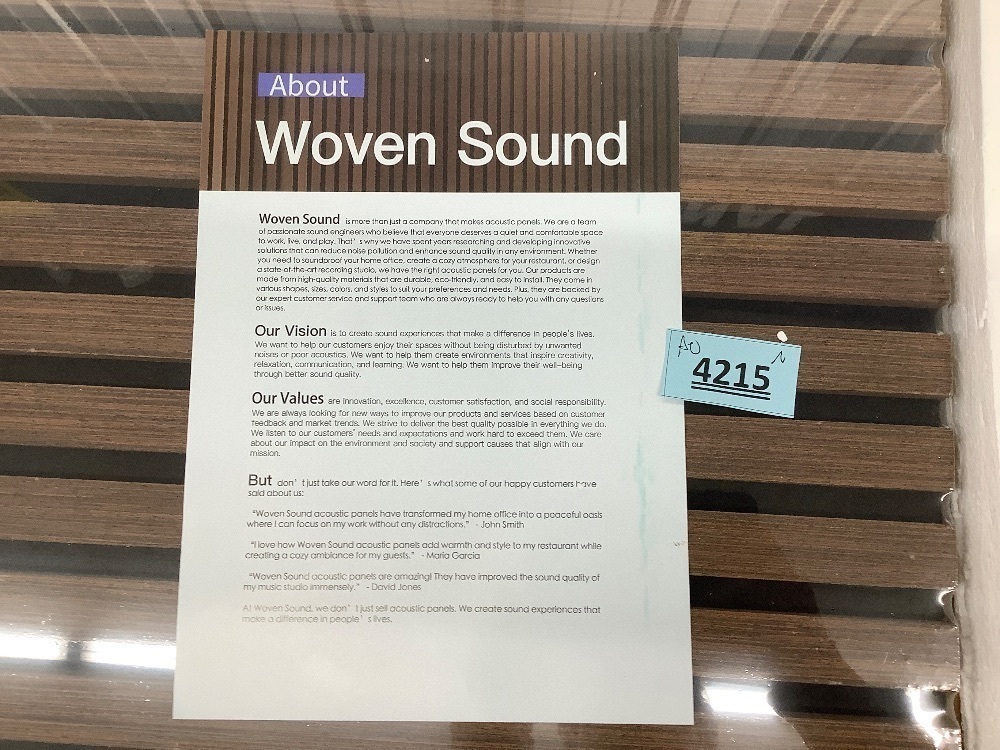 About
Woven Sound
Woven Sound is more than just a company that makes acoustic panels. We are a team
of passionate sound engineers who believe that everyone deserves a quiet and comfortable space
to work, live, and play. That's why we have spent years researching and developing innovative
solutions that can reduce noise pollution and enhance sound quality in any environment. Whether
you need to soundproof your home office, create a cozy atmosphere for your restaurant, or design
a state-of-the-art recording studio, we have the right acoustic panels for you. Our products are
made from high-quality materials that are durable, eco-friendly, and easy to install. They come in
various shapes, sizes, colors, and styles to suit your preferences and needs. Plus, they are backed by
our expert customer service and support team who are always ready to help you with any questions
or issues.
Our Vision is to create sound experiences that make a difference in people's lives.
We want to help our customers enjoy their spaces without being disturbed by unwanted
noises or poor acoustics. We want to help them create environments that inspire creativity,
relaxation, communication, and learning. We want to help them improve their well-being
through better sound quality.
Our Values are innovation, excellence, customer satisfaction, and social responsibility.
We are always looking for new ways to improve our products and services based on customer
feedback and market trends. We strive to deliver the best quality possible in everything we do.
We listen to our customers' needs and expectations and work hard to exceed them. We care
about our impact on the environment and society and support causes that align with our
mission.
But don't just take our word for it. Here's what some of our happy customers have
said about us:
"Woven Sound acoustic panels have transformed my home office into a peaceful oasis
where I can focus on my work without any distractions." - John Smith
"I love how Woven Sound acoustic panels add warmth and style to my restaurant while
creating a cozy ambiance for my guests." - Maria Garcia
"Woven Sound acoustic panels are amazing! They have improved the sound quality of
my music studio immensely." - David Jones
At Woven Sound, we don't just sell acoustic panels. We create sound experiences that
make a difference in people's lives.
4215